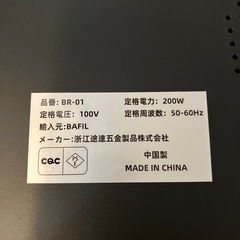 品番: BR-01 定格電力: 200W
定格電圧: 100V 定格周波数: 50-60Hz
輸入元:BAFIL
メーカー:浙江途達五金製品株式会社
CQC PSE 中国製
MADE IN CHINA